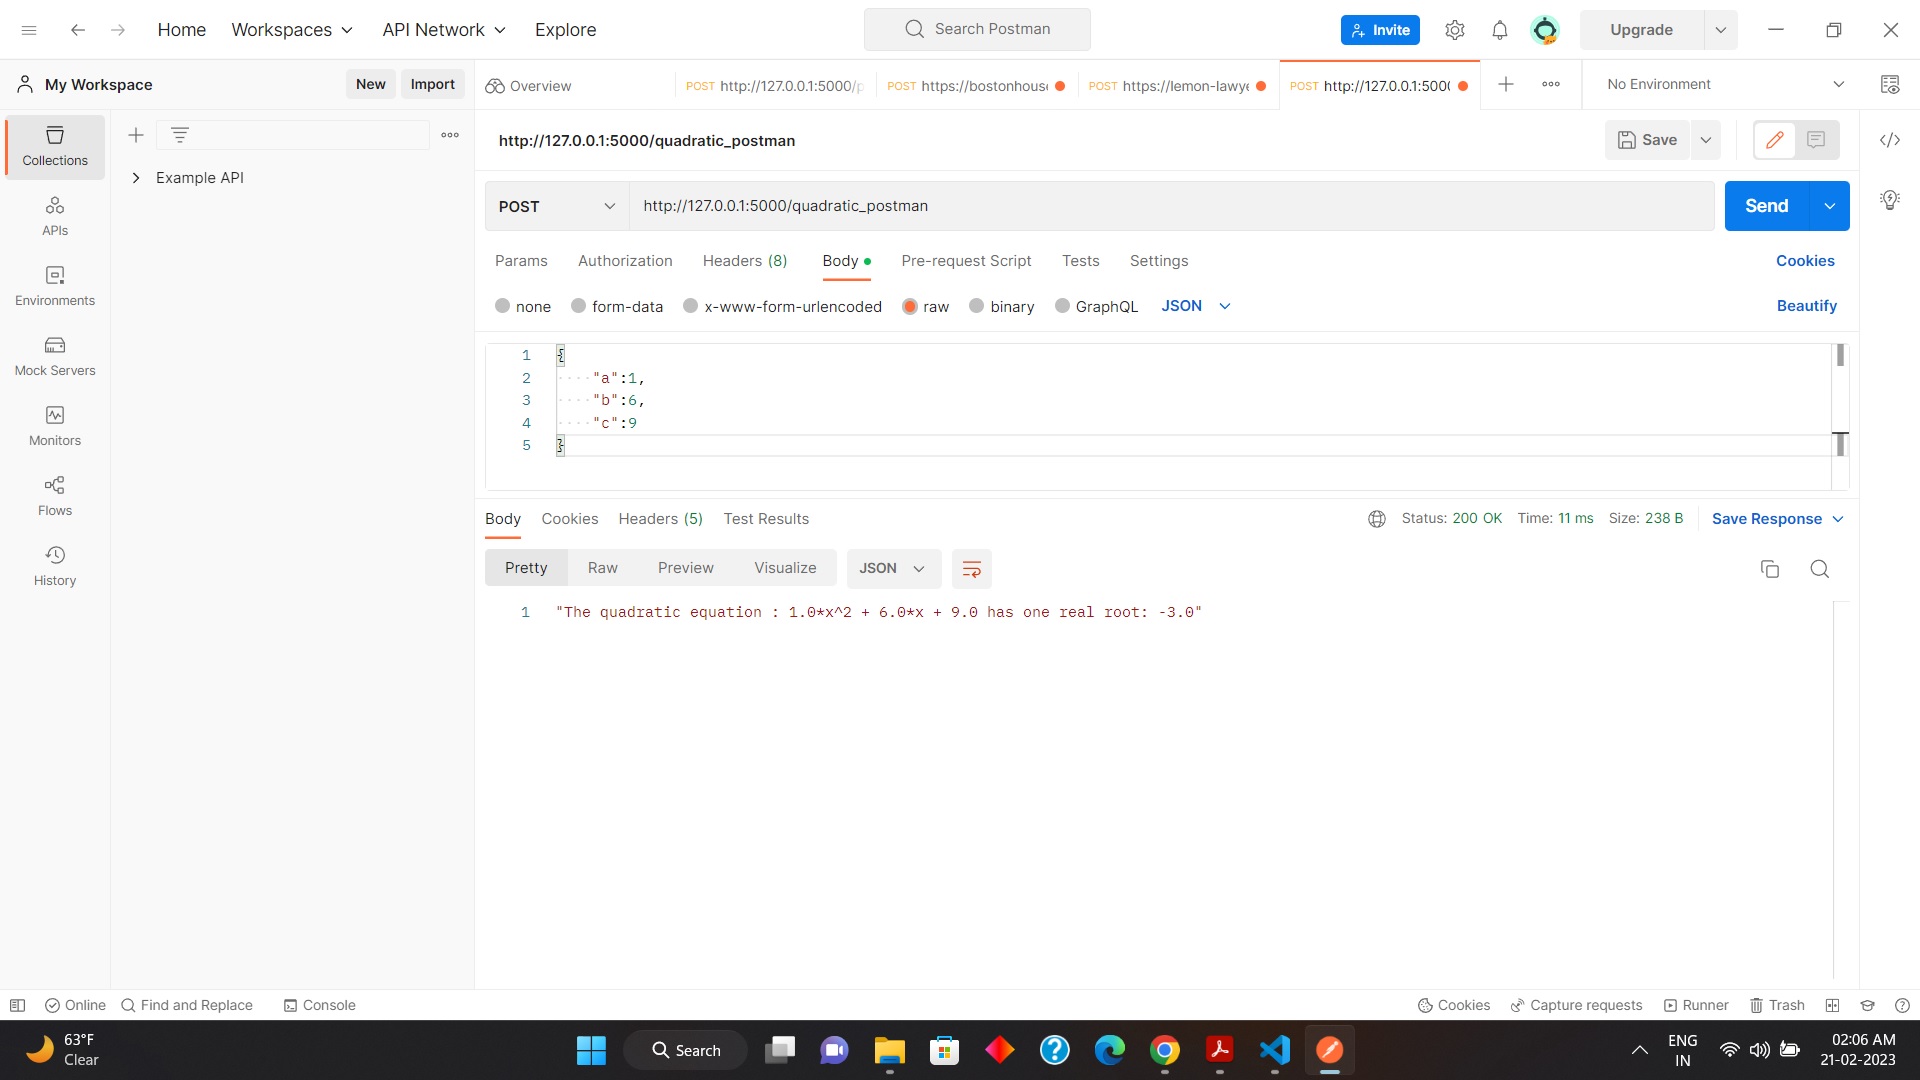 Home Workspaces API Network Explore Search Postman Invite Upgrade
My Workspace New Import Overview POST http://127.0.0.1:5000/p POST https://bostonhous POST https://lemon-lawye POST http://127.0.0.1:5000 No Environment
http://127.0.0.1:5000/quadratic_postman Save
Collections
Example API
POST http://127.0.0.1:5000/quadratic_postman Send
APIs
Params Authorization Headers (8) Body Pre-request Script Tests Settings Cookies
Environments
none form-data x-www-form-urlencoded raw binary GraphQL JSON Beautify
1 {
Mock Servers
2 "a":1,
3 "b":6,
4 "c":9
Monitors
5 }
Flows
Body Cookies Headers (5) Test Results Status: 200 OK Time: 11 ms Size: 238 B Save Response
Pretty Raw Preview Visualize JSON
History
1 "The quadratic equation : 1.0*x^2 + 6.0*x + 9.0 has one real root: -3.0"
Online Find and Replace Console Cookies Capture requests Runner Trash
63°F
Clear
Search
ENG
IN
02:06 AM
21-02-2023